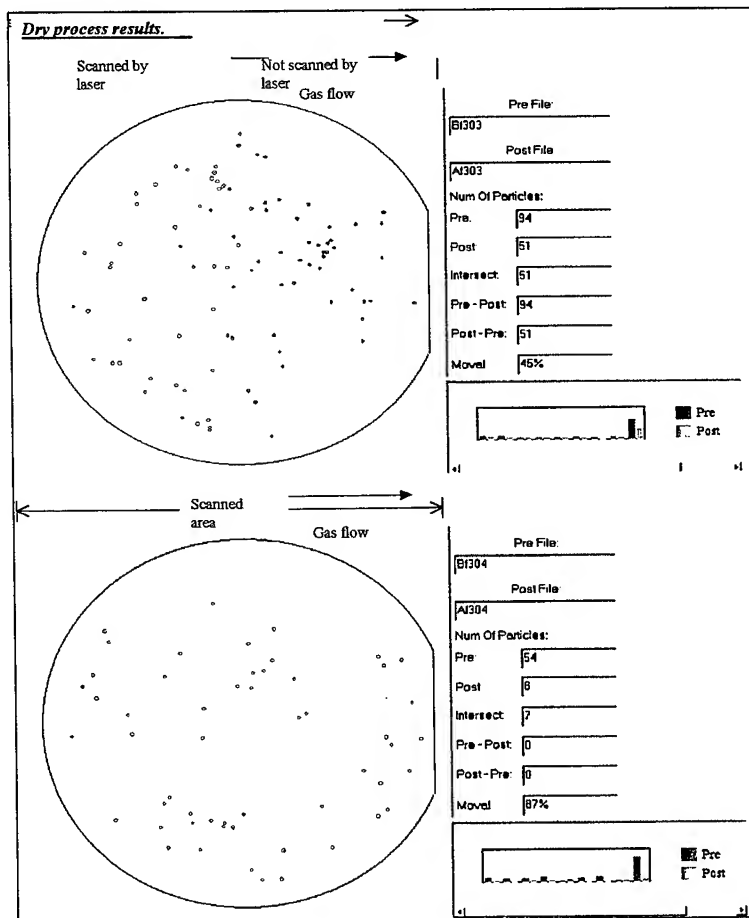 Dry process results.
Scanned by laser
Not scanned by laser
Gas flow
Pre File:
Bf303
Post File
Af303
Num Of Particles:
Pre: 94
Post 51
Intersect: 51
Pre - Post: 94
Post - Pre: 51
Moval 45%
Pre
Post
Scanned area
Gas flow
Pre File:
Bf304
Post File
Af304
Num Of Particles:
Pre: 54
Post
Intersect: 7
Pre - Post: 0
Post - Pre: 0
Moval 87%
Pre
Post